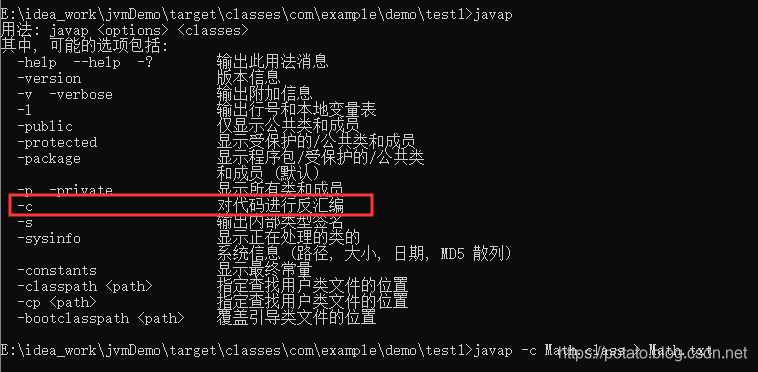 E:\idea_work\jvmDemo\target\classes\com\example\demo\test1>javap
用法: javap <options> <classes>
其中, 可能的选项包括:
-help --help -? 输出此用法消息
-version 版本信息
-v -verbose 输出附加信息
-l 输出行号和本地变量表
-public 仅显示公共类和成员
-protected 显示受保护的/公共类和成员
-package 显示程序包/受保护的/公共类
和成员 (默认)
-p -private 显示所有类和成员
-c 对代码进行反汇编
-s 输出内部类型签名
-sysinfo 显示正在处理的类的
系统信息 (路径, 大小, 日期, MD5 散列)
-constants 显示最终常量
-classpath <path> 指定查找用户类文件的位置
-cp <path> 指定查找用户类文件的位置
-bootclasspath <path> 覆盖引导类文件的位置
E:\idea_work\jvmDemo\target\classes\com\example\demo\test1>javap -c Math.class > Math.txt
https://potato.blog.csdn.net